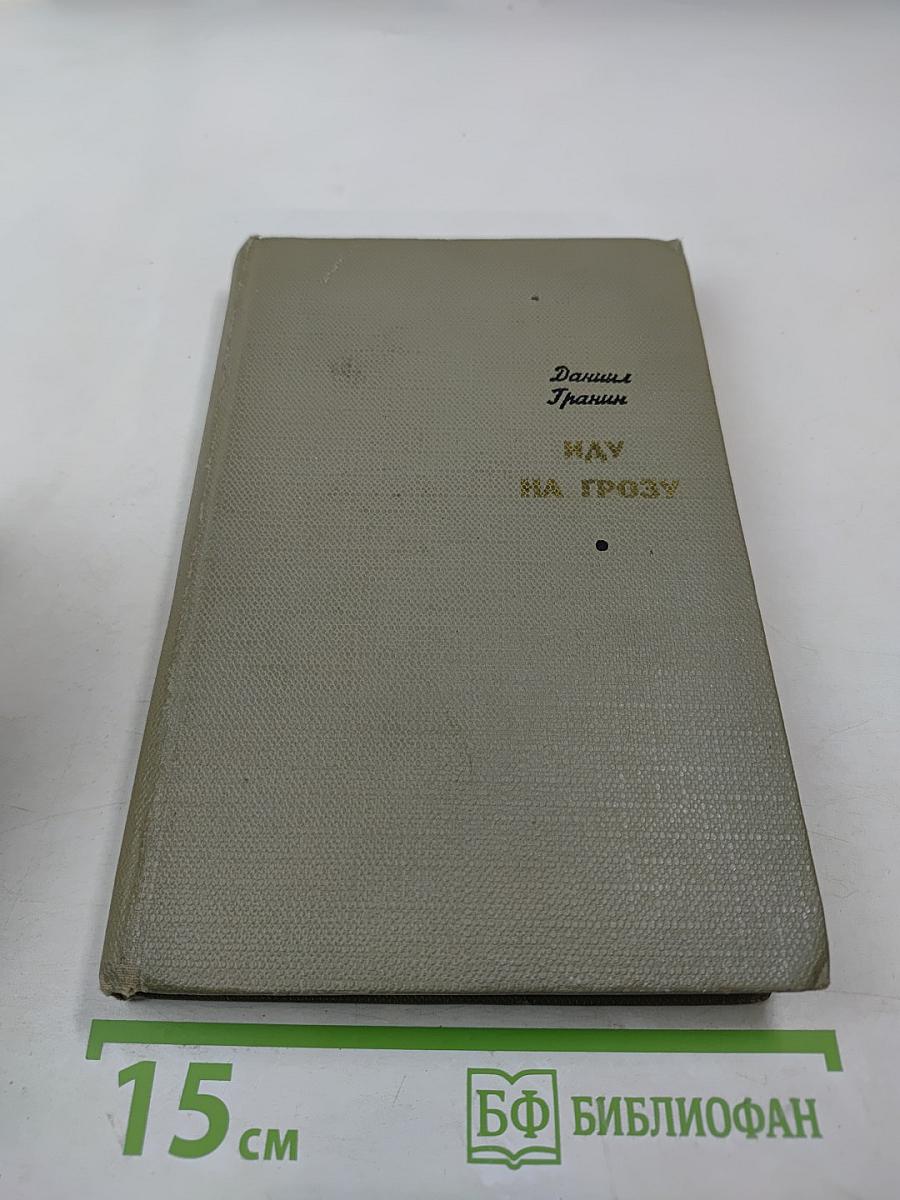 Даниил
Гранин
ИДУ
НА ГРОЗУ
15 см
БФ БИБЛИОФАН